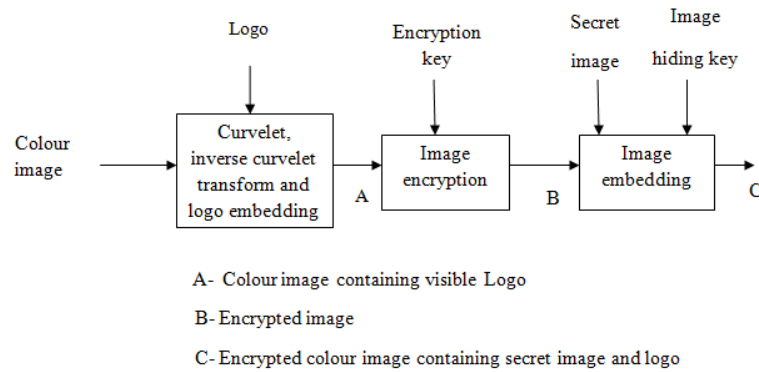 Logo
Encryption
key
Secret
image
Image
hiding key
Colour
image
Curvelet,
inverse curvelet
transform and
logo embedding
A
Image
encryption
B
Image
embedding
C
A- Colour image containing visible Logo
B- Encrypted image
C- Encrypted colour image containing secret image and logo